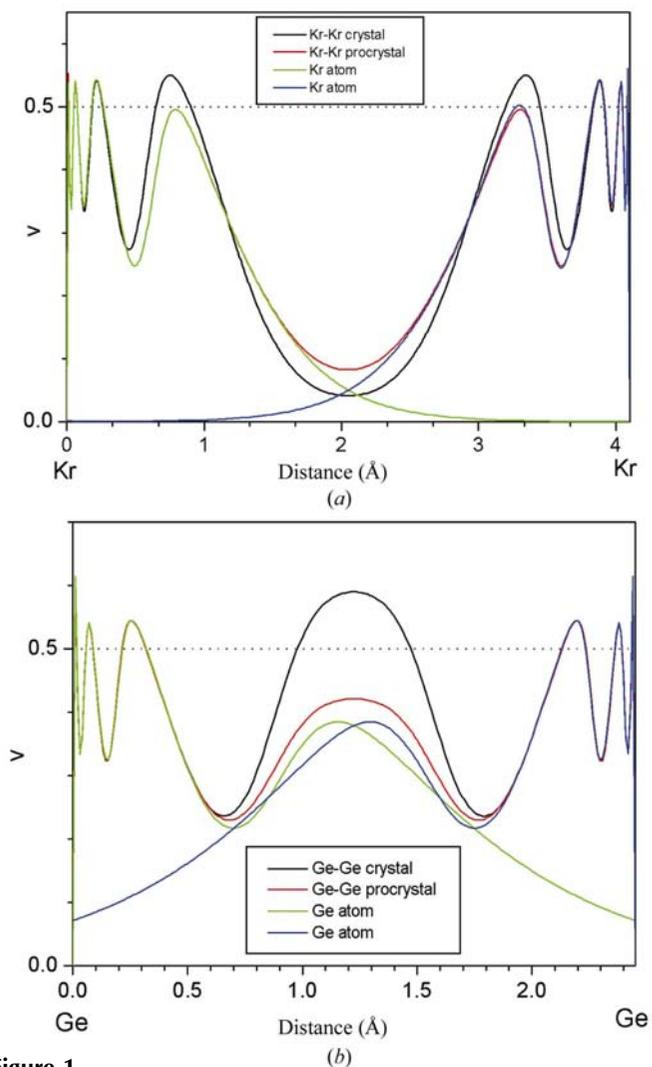 Kr-Kr crystal
Kr-Kr procrystal
Kr atom
Kr atom
0.5
v
0.0
0 1 2 3 4
Kr Distance (Å) Kr
(a)
0.5
v
Ge-Ge crystal
Ge-Ge procrystal
Ge atom
Ge atom
0.0
0.0 0.5 1.0 1.5 2.0
Ge Distance (Å) Ge
(b)